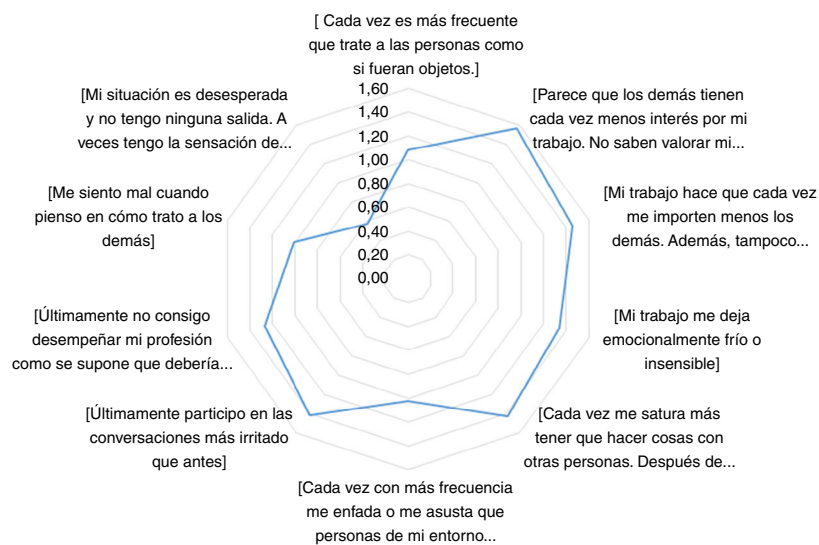 [ Cada vez es más frecuente
que trate a las personas como
si fueran objetos.]
[Parece que los demás tienen
cada vez menos interés por mi
trabajo. No saben valorar mi...
[Mi trabajo hace que cada vez
me importen menos los
demás. Además, tampoco...
[Mi trabajo me deja
emocionalmente frío o
insensible]
[Cada vez me satura más
tener que hacer cosas con
otras personas. Después de...
[Cada vez con más frecuencia
me enfada o me asusta que
personas de mi entorno...
[Últimamente participo en las
conversaciones más irritado
que antes]
[Últimamente no consigo
desempeñar mi profesión
como se supone que debería...
[Me siento mal cuando
pienso en cómo trato a los
demás]
[Mi situación es desesperada
y no tengo ninguna salida. A
veces tengo la sensación de...
1,60
1,40
1,20
1,00
0,80
0,60
0,40
0,20
0,00